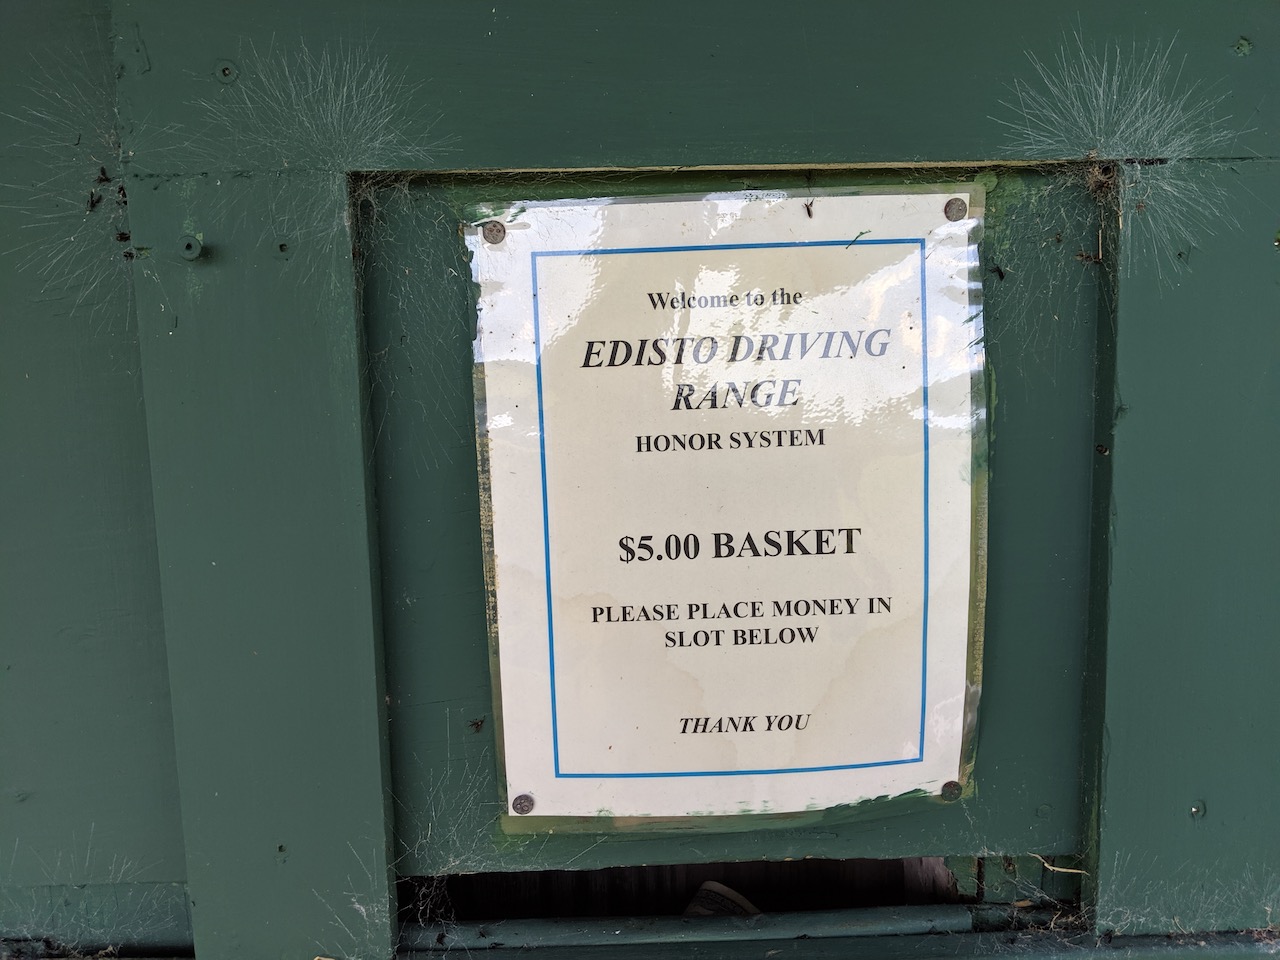 Welcome to the
EDISTO DRIVING
RANGE
HONOR SYSTEM
$5.00 BASKET
PLEASE PLACE MONEY IN
SLOT BELOW
THANK YOU